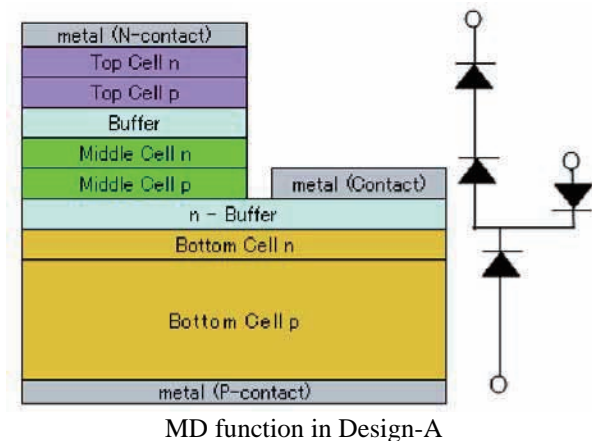 metal (N-contact)
Top Cell n
Top Cell p
Buffer
Middle Cell n
Middle Cell p
metal (Contact)
n - Buffer
Bottom Cell n
Bottom Cell p
metal (P-contact)
MD function in Design-A